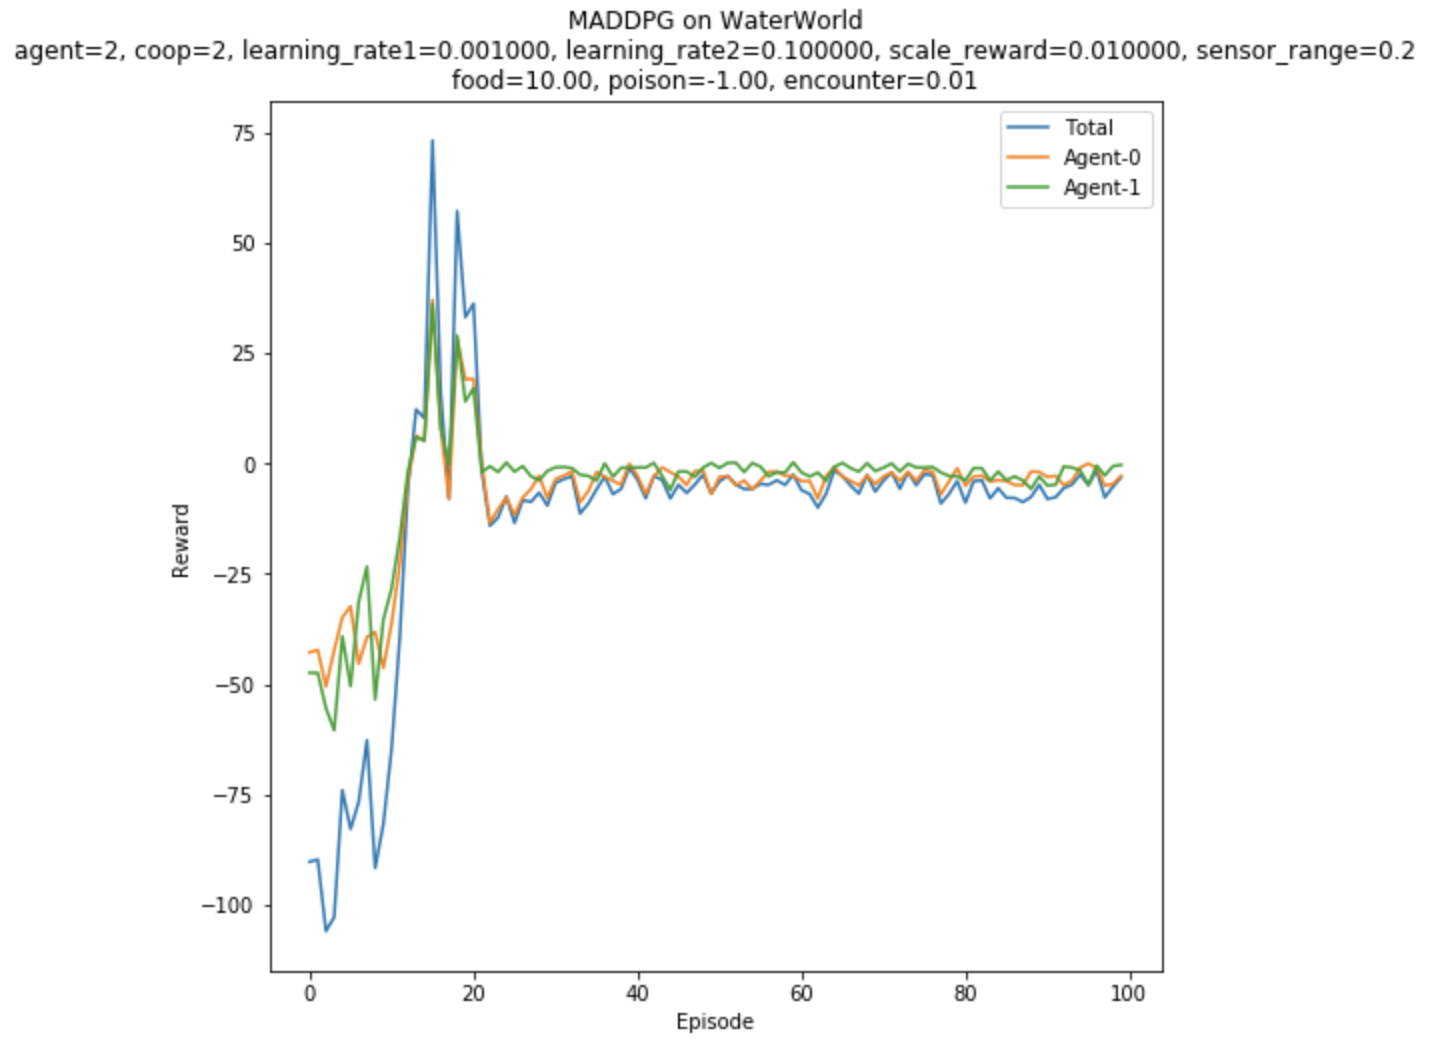 MADDPG on WaterWorld
agent=2, coop=2, learning_rate1=0.001000, learning_rate2=0.100000, scale_reward=0.010000, sensor_range=0.2
food=10.00, poison=-1.00, encounter=0.01
Total
Agent-0
Agent-1
75
50
25
0
−25
−50
−75
−100
Reward
0 20 40 60 80 100
Episode